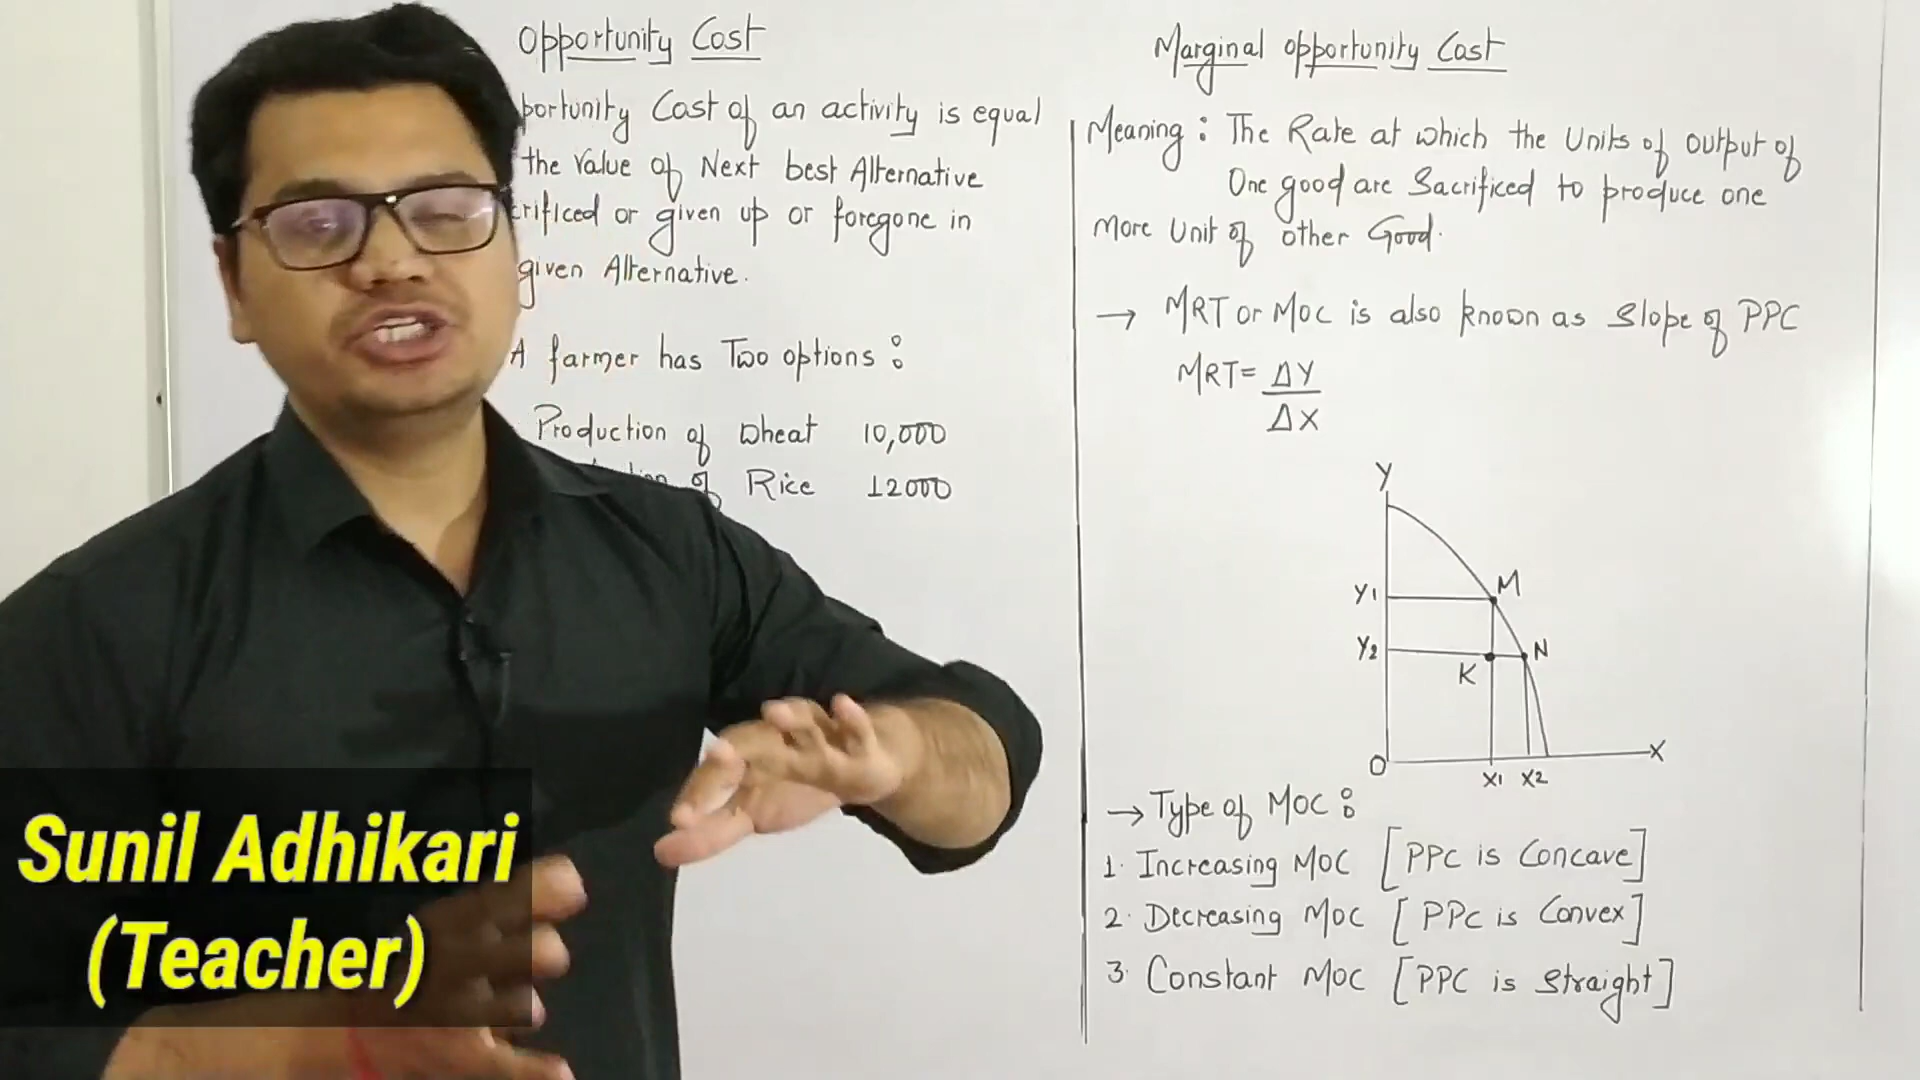 Opportunity Cost
portunity Cost of an activity is equal
the value of Next best Alternative
crificed or given up or foregone in
given Alternative.
A farmer has Two options :
Production of wheat 10,000
of Rice 12000
Marginal opportunity Cost
Meaning : The Rate at which the Units of output of
One good are Sacrificed to produce one
More Unit of other Good.
→ MRT or MOC is also known as Slope of PPC
MRT = ΔY
ΔX
Y
Y1 M
Y2 K N
O X1 X2 X
→ Type of MOC :
1. Increasing MOC [PPC is Concave]
2. Decreasing MOC [PPC is Convex]
3. Constant MOC [PPC is Straight]
Sunil Adhikari
(Teacher)